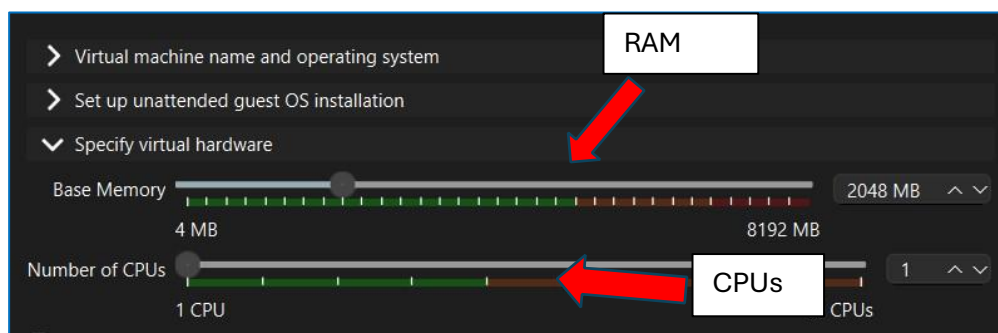 RAM
Virtual machine name and operating system
Set up unattended guest OS installation
Specify virtual hardware
Base Memory
2048 MB
4 MB
8192 MB
Number of CPUs
1
CPUs
1 CPU
CPUs